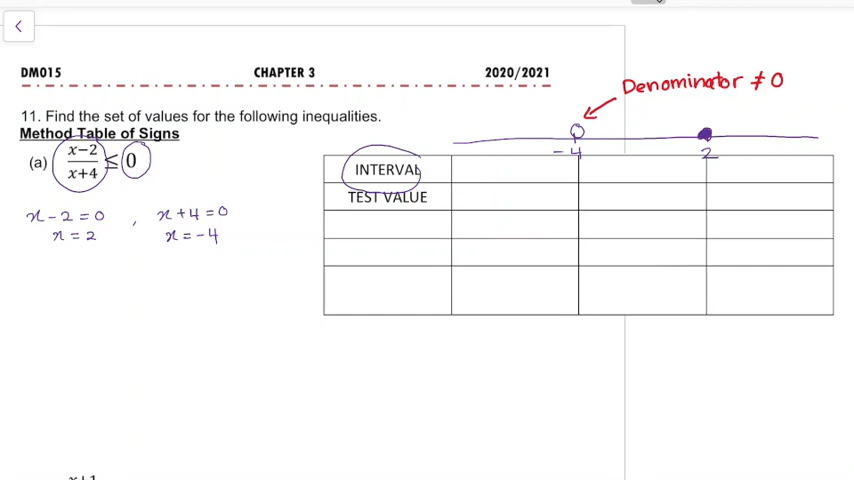 DM015 CHAPTER 3 2020/2021
Denominator ≠ 0
11. Find the set of values for the following inequalities.
Method Table of Signs
(a) x−2/x+4 ≤ 0
-4 2
INTERVAL
TEST VALUE
x - 2 = 0 , x + 4 = 0
x = 2 x = -4